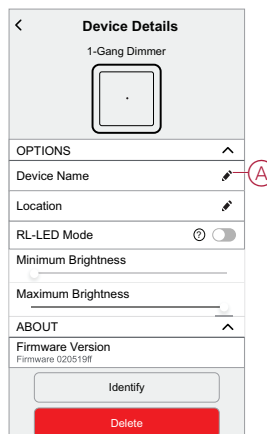 Device Details
1-Gang Dimmer
OPTIONS
Device Name
A
Location
RL-LED Mode ?
Minimum Brightness
Maximum Brightness
ABOUT
Firmware Version
Firmware 020519ff
Identify
Delete